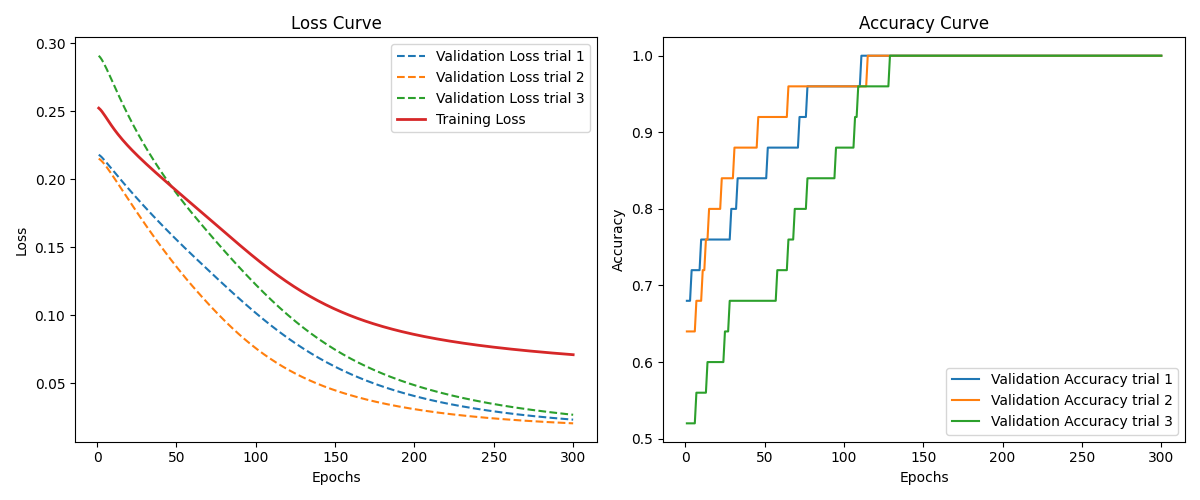 Loss Curve
0.30
0.25
0.20
0.15
0.10
0.05
Loss
Validation Loss trial 1
Validation Loss trial 2
Validation Loss trial 3
Training Loss
0 50 100 150 200 250 300
Epochs
Accuracy Curve
1.0
0.9
0.8
0.7
0.6
0.5
Accuracy
Validation Accuracy trial 1
Validation Accuracy trial 2
Validation Accuracy trial 3
0 50 100 150 200 250 300
Epochs